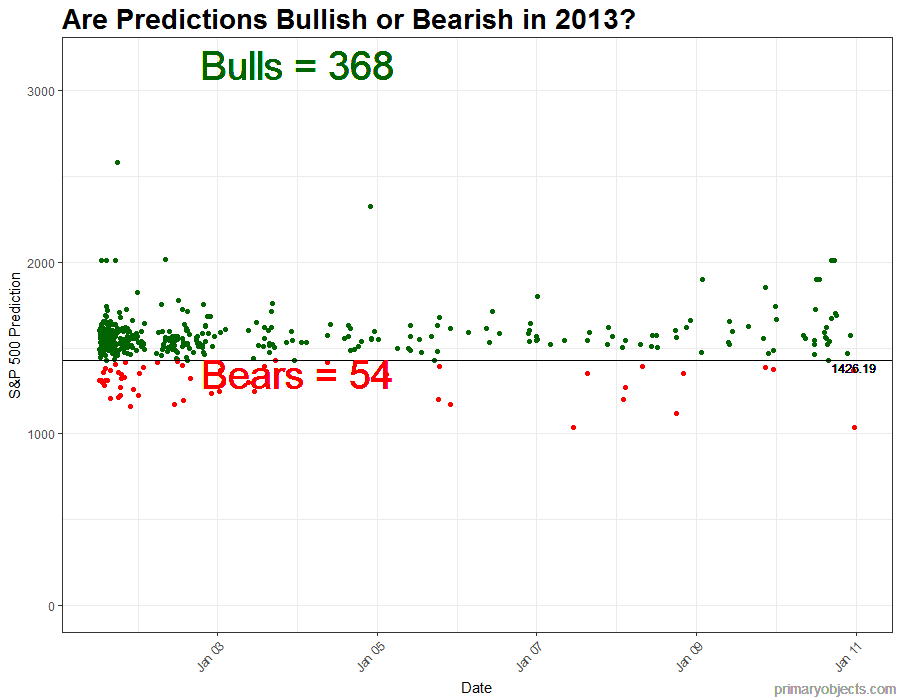 Are Predictions Bullish or Bearish in 2013?
Bulls = 368
3000
2000
S&P 500 Prediction
Bears = 54
1426.19
1000
0
Jan 03
Jan 05
Jan 07
Jan 09
Jan 11
Date
primaryobjects.com